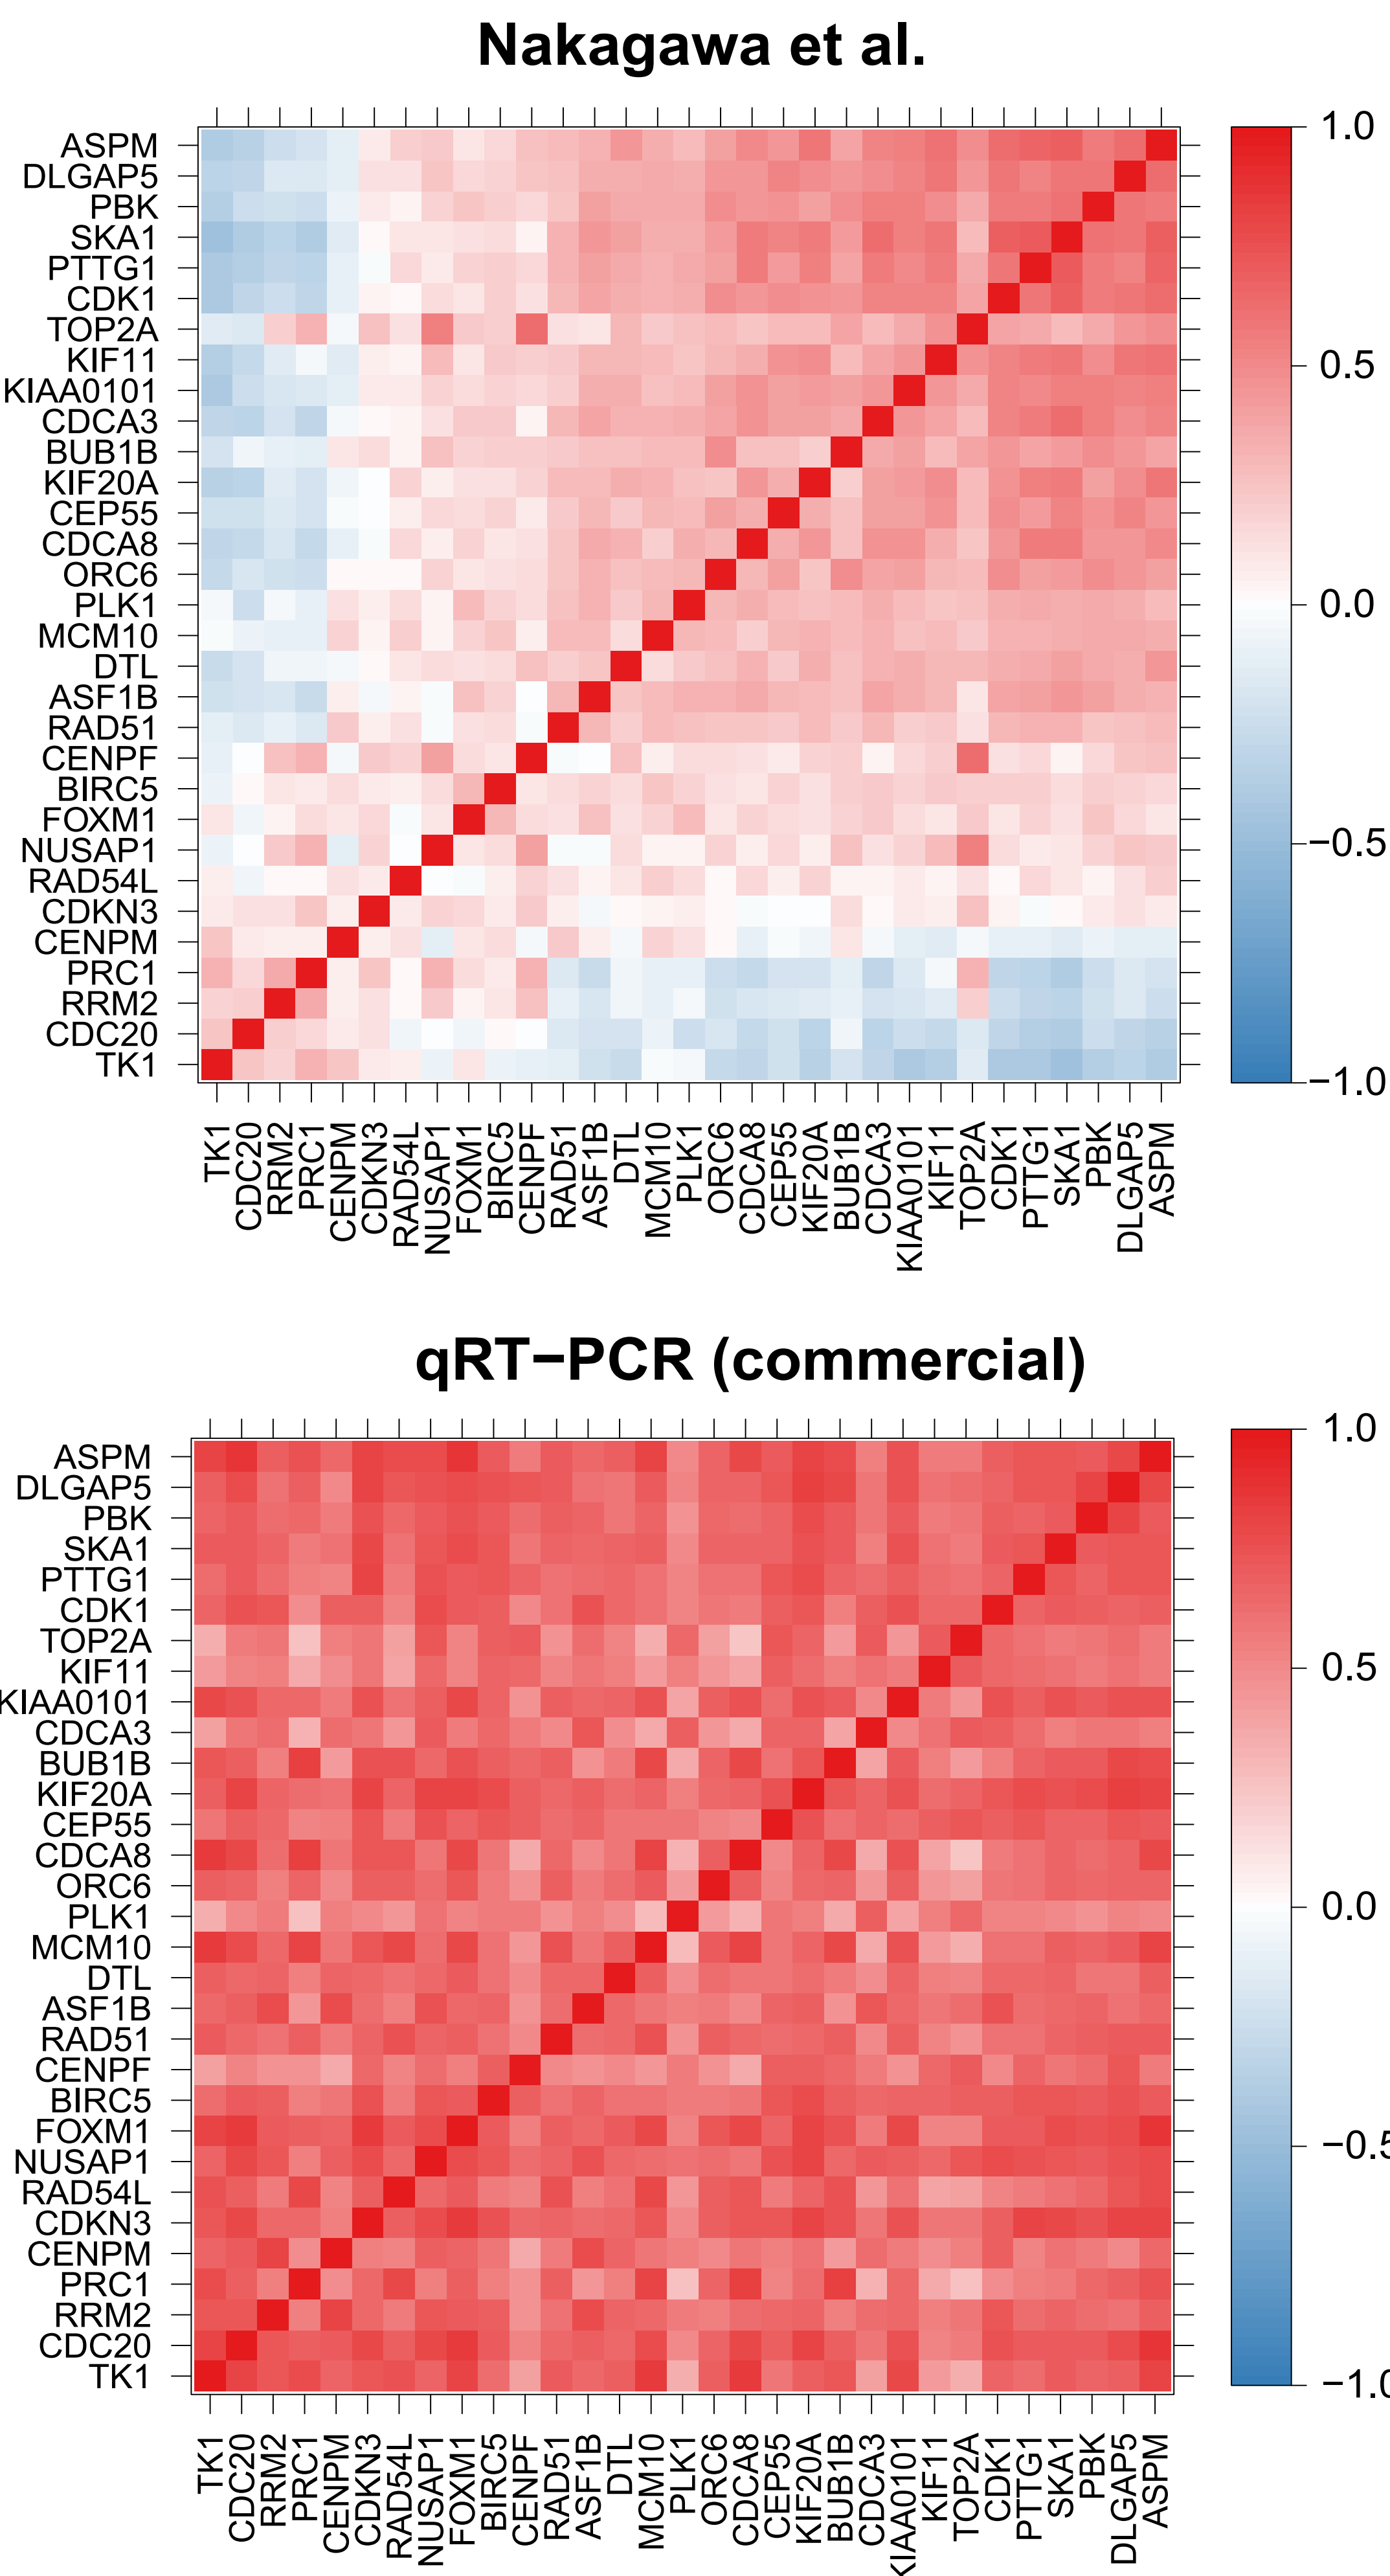 Nakagawa et al.
ASPM
DLGAP5
PBK
SKA1
PTTG1
CDK1
TOP2A
KIF11
KIAA0101
CDCA3
BUB1B
KIF20A
CEP55
CDCA8
ORC6
PLK1
MCM10
DTL
ASF1B
RAD51
CENPF
BIRC5
FOXM1
NUSAP1
RAD54L
CDKN3
CENPM
PRC1
RRM2
CDC20
TK1
1.0
0.5
0.0
−0.5
−1.0
TK1
CDC20
RRM2
PRC1
CENPM
CDKN3
RAD54L
NUSAP1
FOXM1
BIRC5
CENPF
RAD51
ASF1B
DTL
MCM10
PLK1
ORC6
CDCA8
CEP55
KIF20A
BUB1B
CDCA3
KIAA0101
KIF11
TOP2A
CDK1
PTTG1
SKA1
PBK
DLGAP5
ASPM
qRT−PCR (commercial)
ASPM
DLGAP5
PBK
SKA1
PTTG1
CDK1
TOP2A
KIF11
KIAA0101
CDCA3
BUB1B
KIF20A
CEP55
CDCA8
ORC6
PLK1
MCM10
DTL
ASF1B
RAD51
CENPF
BIRC5
FOXM1
NUSAP1
RAD54L
CDKN3
CENPM
PRC1
RRM2
CDC20
TK1
1.0
0.5
0.0
−0.5
−1.0
TK1
CDC20
RRM2
PRC1
CENPM
CDKN3
RAD54L
NUSAP1
FOXM1
BIRC5
CENPF
RAD51
ASF1B
DTL
MCM10
PLK1
ORC6
CDCA8
CEP55
KIF20A
BUB1B
CDCA3
KIAA0101
KIF11
TOP2A
CDK1
PTTG1
SKA1
PBK
DLGAP5
ASPM